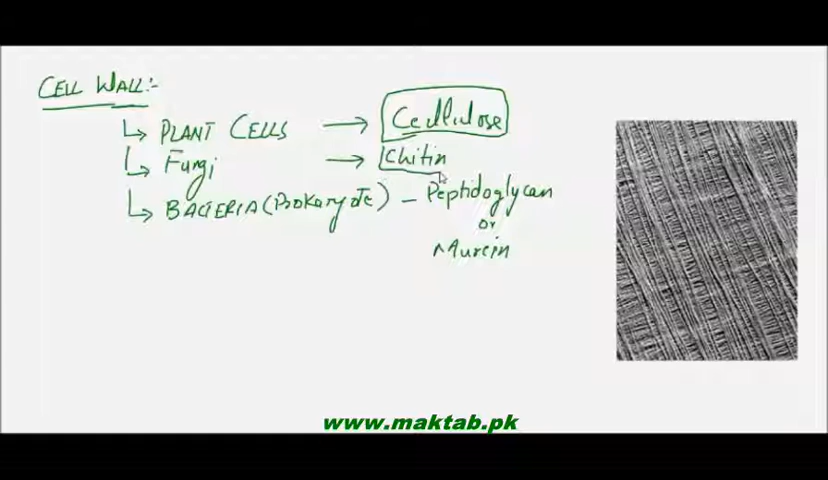 CELL WALL:-
↳ PLANT CELLS → Cellulose
↳ Fungi → Chitin
↳ BACTERIA (Prokaryote) - Peptidoglycan
or
Murein
www.maktab.pk